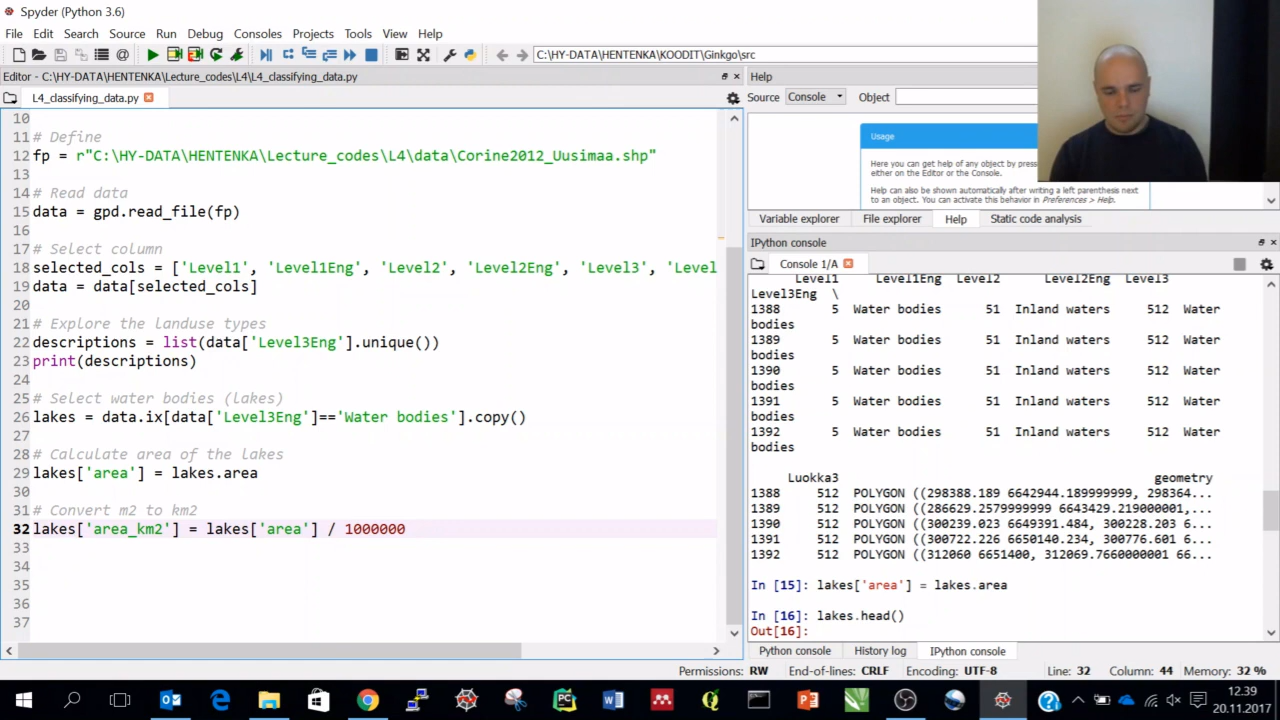 Spyder (Python 3.6)
File Edit Search Source Run Debug Consoles Projects Tools View Help
C:\HY-DATA\HENTENKA\KOODIT\Ginkgo\src
Editor - C:\HY-DATA\HENTENKA\Lecture_codes\L4\L4_classifying_data.py
L4_classifying_data.py
10
11 # Define
12 fp = r"C:\HY-DATA\HENTENKA\Lecture_codes\L4\data\Corine2012_Uusimaa.shp"
13
14 # Read data
15 data = gpd.read_file(fp)
16
17 # Select column
18 selected_cols = ['Level1', 'Level1Eng', 'Level2', 'Level2Eng', 'Level3', 'Level
19 data = data[selected_cols]
20
21 # Explore the landuse types
22 descriptions = list(data['Level3Eng'].unique())
23 print(descriptions)
24
25 # Select water bodies (lakes)
26 lakes = data.ix[data['Level3Eng']=='Water bodies'].copy()
27
28 # Calculate area of the lakes
29 lakes['area'] = lakes.area
30
31 # Convert m2 to km2
32 lakes['area_km2'] = lakes['area'] / 1000000
33
34
35
36
37
Help
Source Console Object
Usage
Here you can get help of any object by press
either on the Editor or the Console.
Help can also be shown automatically after writing a left parenthesis next
to an object. You can activate this behavior in Preferences > Help.
Variable explorer File explorer Help Static code analysis
IPython console
Console 1/A
Level1 Level1Eng Level2 Level2Eng Level3
Level3Eng \
1388 5 Water bodies 51 Inland waters 512 Water
bodies
1389 5 Water bodies 51 Inland waters 512 Water
bodies
1390 5 Water bodies 51 Inland waters 512 Water
bodies
1391 5 Water bodies 51 Inland waters 512 Water
bodies
1392 5 Water bodies 51 Inland waters 512 Water
bodies
Luokka3 geometry
1388 512 POLYGON ((298388.189 6642944.189999999, 298364...
1389 512 POLYGON ((286629.2579999999 6643429.219000001,...
1390 512 POLYGON ((300239.023 6649391.484, 300228.203 6...
1391 512 POLYGON ((300722.226 6650140.234, 300776.601 6...
1392 512 POLYGON ((312060 6651400, 312069.7660000001 66...
In [15]: lakes['area'] = lakes.area
In [16]: lakes.head()
Out[16]:
Python console History log IPython console
Permissions: RW End-of-lines: CRLF Encoding: UTF-8 Line: 32 Column: 44 Memory: 32 %
12.39
20.11.2017